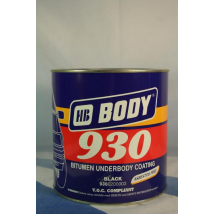 HB BODY
930
BITUMEN UNDERBODY COATING
BLACK
V.O.C. COMPLIANT